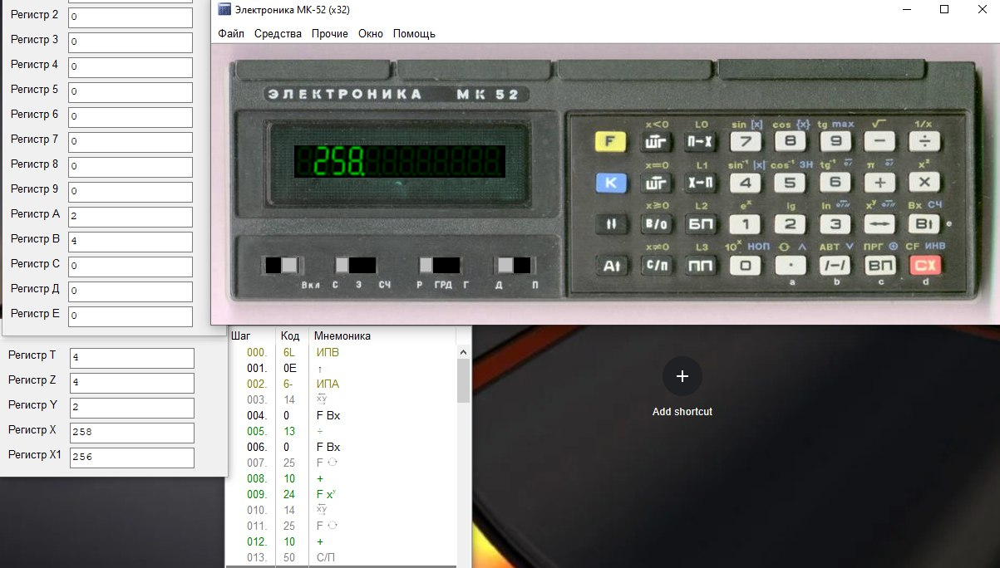 Регистр 2 0
Регистр 3 0
Регистр 4 0
Регистр 5 0
Регистр 6 0
Регистр 7 0
Регистр 8 0
Регистр 9 0
Регистр A 2
Регистр B 4
Регистр C 0
Регистр Д 0
Регистр E 0
Регистр T 4
Регистр Z 4
Регистр Y 2
Регистр X 258
Регистр X1 256
Электроника МК-52 (x32)
Файл Средства Прочие Окно Помощь
ЭЛЕКТРОНИКА МК 52
258.
Вкл С З СЧ Р ГРД Г Д П
x<0 L0 sin [x] cos {x} tg max √ 1/x
F ШГ П→X 7 8 9 − ÷
x=0 L1 sin⁻¹ |x| cos⁻¹ ЗН tg⁻¹ π x²
K ШГ X→П 4 5 6 + ×
x≥0 L2 eˣ lg ln xʸ Вx СЧ
↑↓ В/О БП 1 2 3 ↔ В↑ e
x≠0 L3 10ˣ НОП ∧ АВТ ∨ ПРГ ⊕ CF ИНВ
А↑ С/П ПП 0 · /−/ ВП CX
a b c d
Шаг Код Мнемоника
000. 6L ИПВ
001. 0E ↑
002. 6- ИПА
003. 14 xy
004. 0 F Вx
005. 13 ÷
006. 0 F Вx
007. 25 F
008. 10 +
009. 24 F xʸ
010. 14 xy
011. 25 F
012. 10 +
013. 50 С/П
Add shortcut